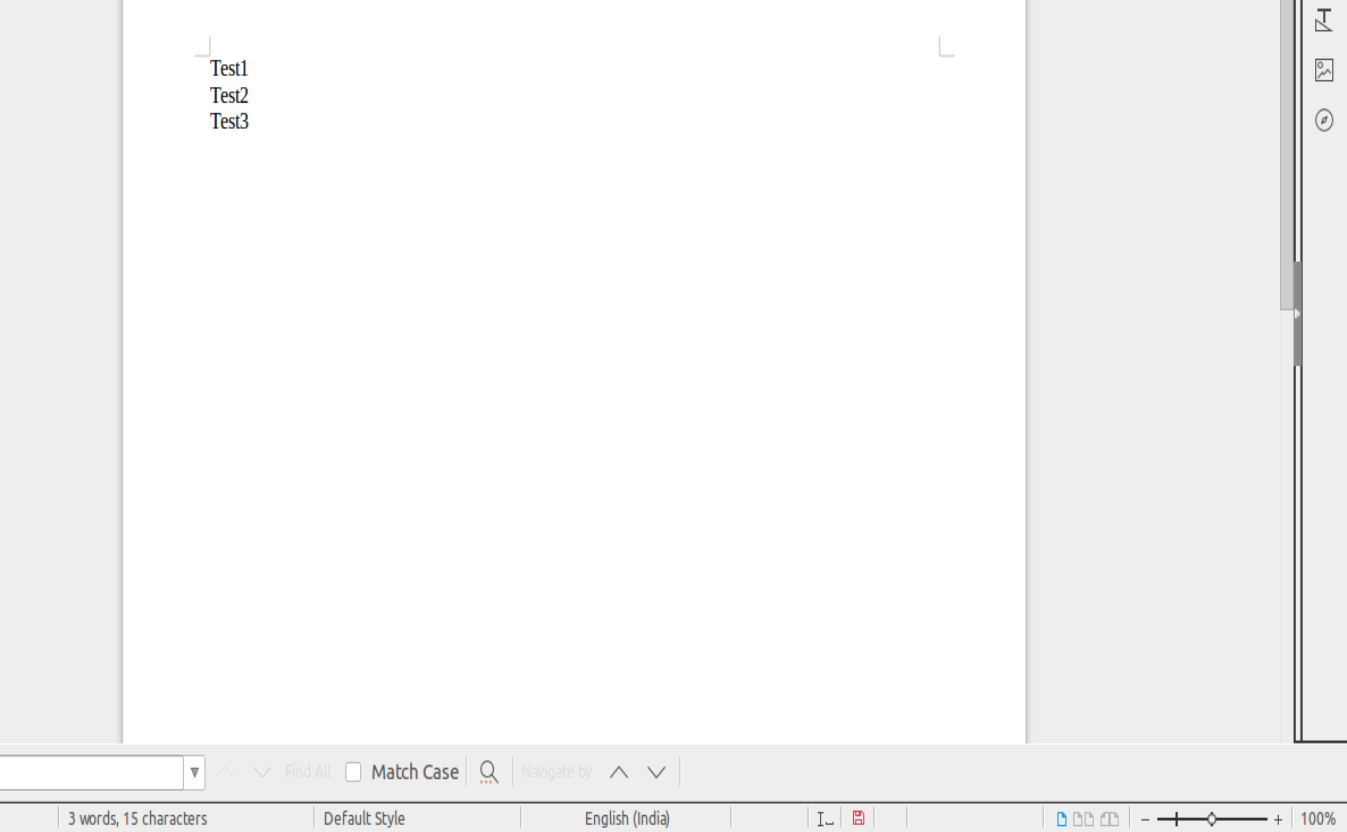 Test1
Test2
Test3
Find All Match Case Navigate by
3 words, 15 characters Default Style English (India) 100%